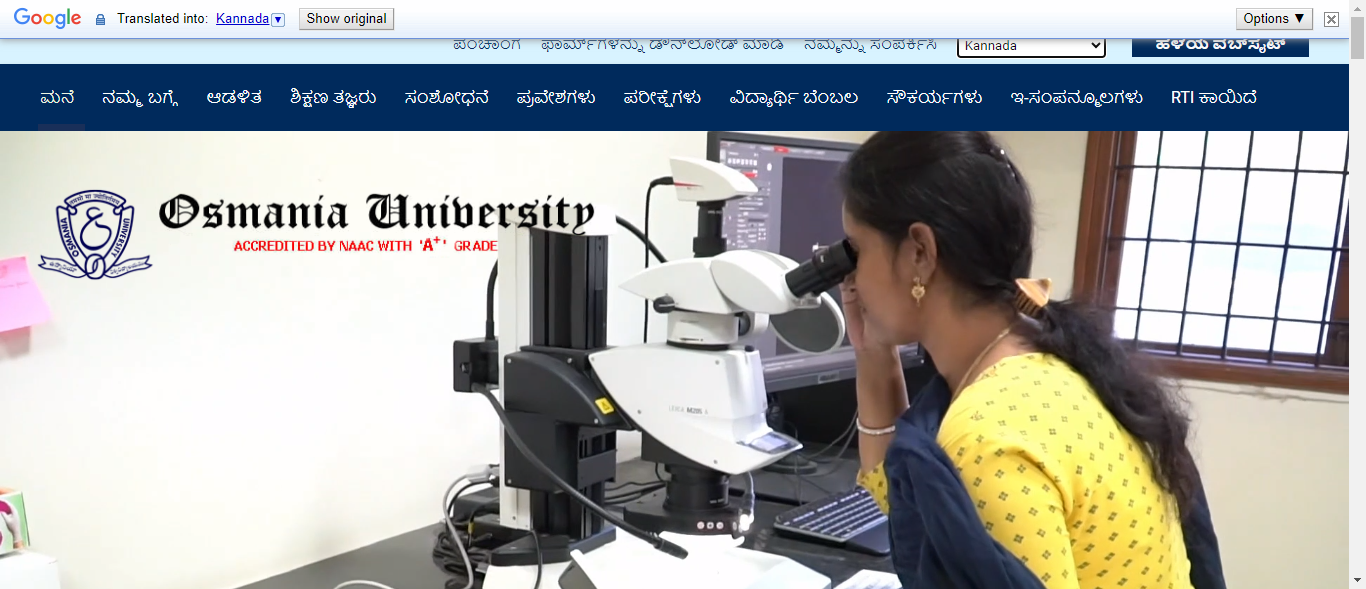 Google Translated into: Kannada ▼ Show original Options ▼
ಪಂಚಾಂಗ ಫಾರ್ಮ್‌ಗಳನ್ನು ಡೌನ್‌ಲೋಡ್ ಮಾಡಿ ನಮ್ಮನ್ನು ಸಂಪರ್ಕಿಸಿ Kannada ಹಳೆಯ ವೆಬ್‌ಸೈಟ್
ಮನೆ ನಮ್ಮ ಬಗ್ಗೆ ಆಡಳಿತ ಶಿಕ್ಷಣ ತಜ್ಞರು ಸಂಶೋಧನೆ ಪ್ರವೇಶಗಳು ಪರೀಕ್ಷೆಗಳು ವಿದ್ಯಾರ್ಥಿ ಬೆಂಬಲ ಸೌಕರ್ಯಗಳು ಇ-ಸಂಪನ್ಮೂಲಗಳು RTI ಕಾಯಿದೆ
Osmania University
ACCREDITED BY NAAC WITH 'A+' GRADE
OSMANIA UNIVERSITY